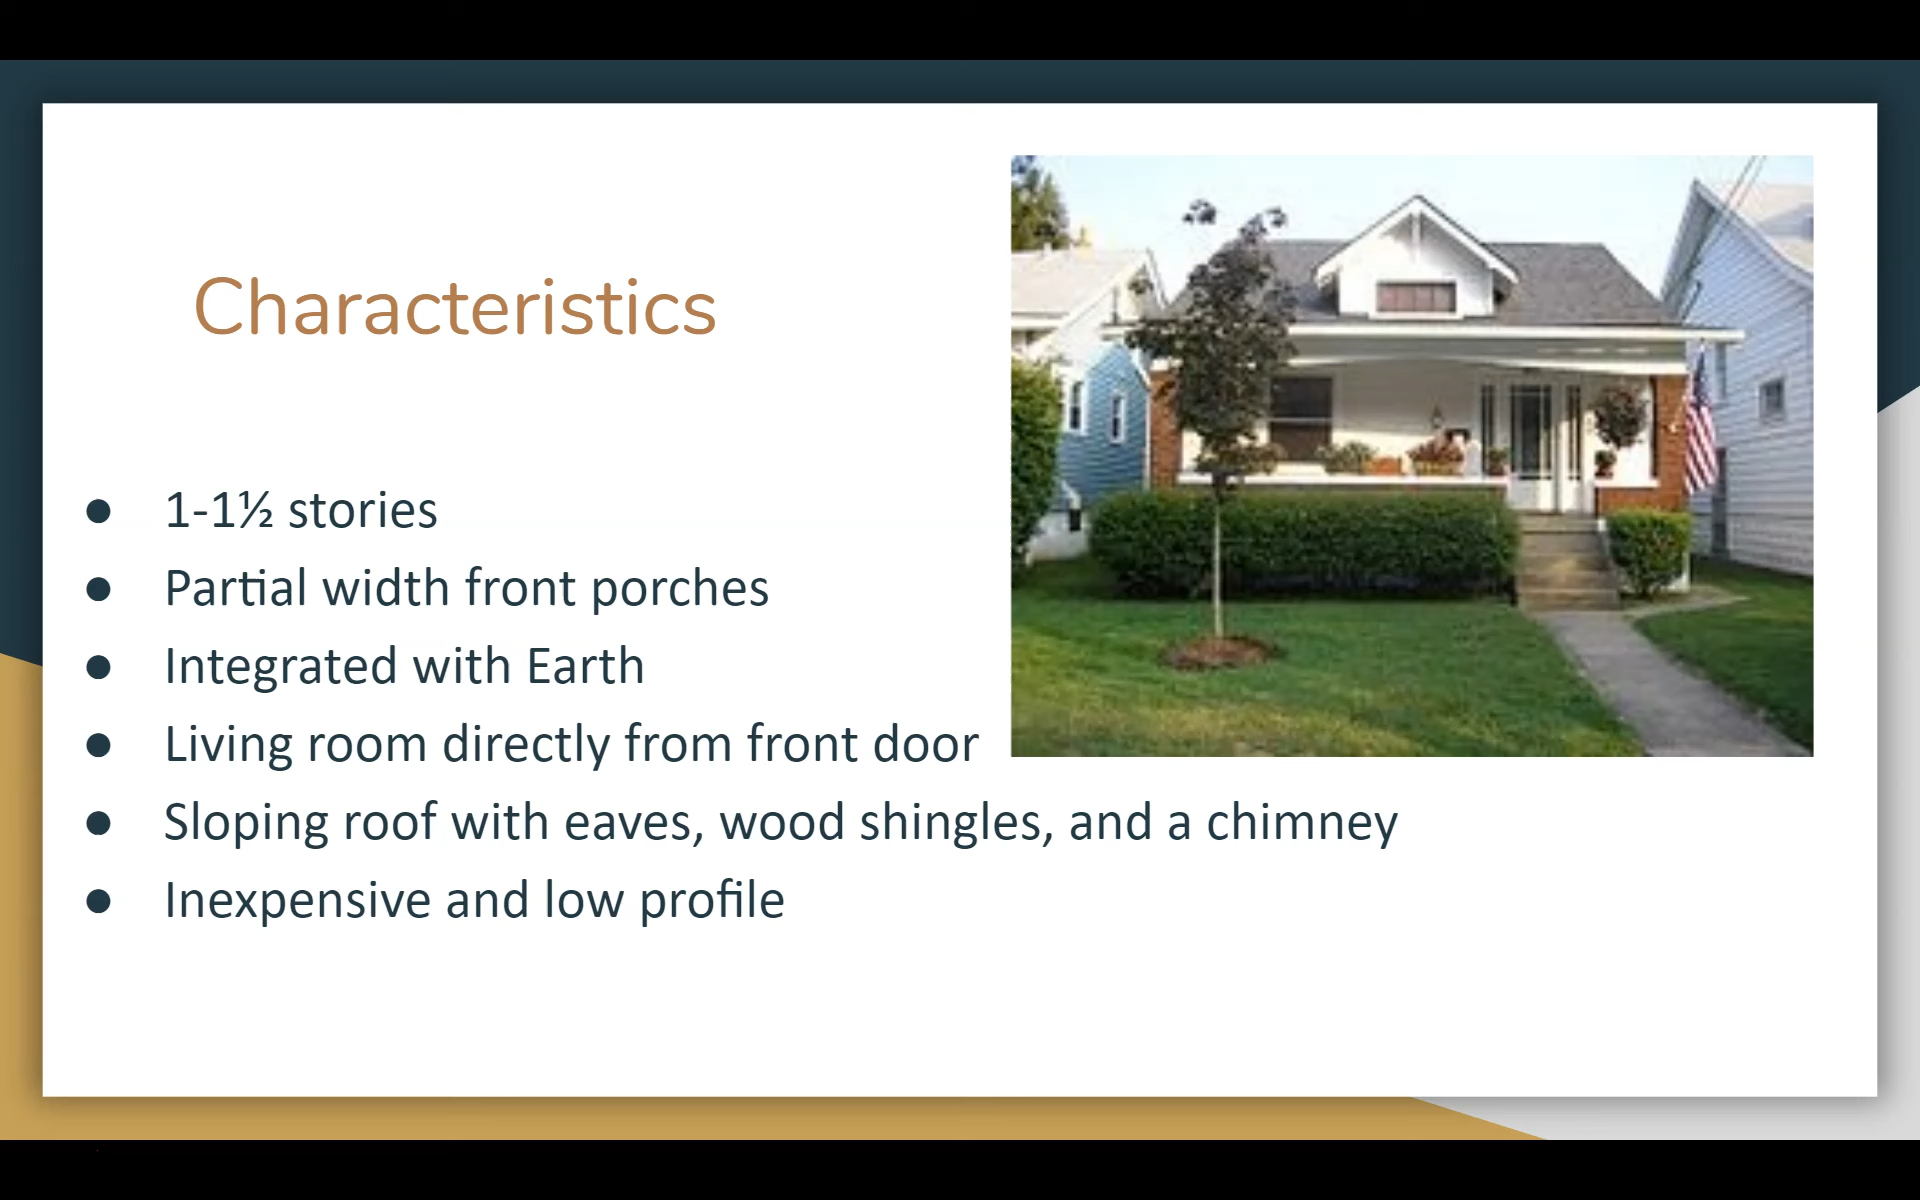 Characteristics
● 1-1½ stories
● Partial width front porches
● Integrated with Earth
● Living room directly from front door
● Sloping roof with eaves, wood shingles, and a chimney
● Inexpensive and low profile